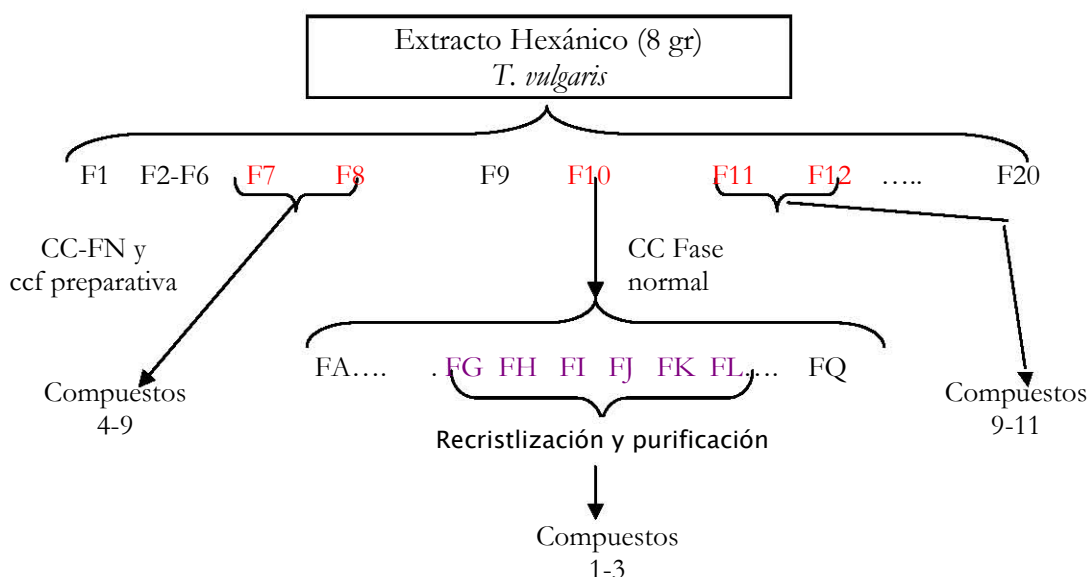 Extracto Hexánico (8 gr)
T. vulgaris
F1 F2-F6 F7 F8 F9 F10 F11 F12 ….. F20
CC-FN y
ccf preparativa
CC Fase
normal
FA…. . FG FH FI FJ FK FL…. FQ
Compuestos
4-9
Compuestos
9-11
Recristlización y purificación
Compuestos
1-3